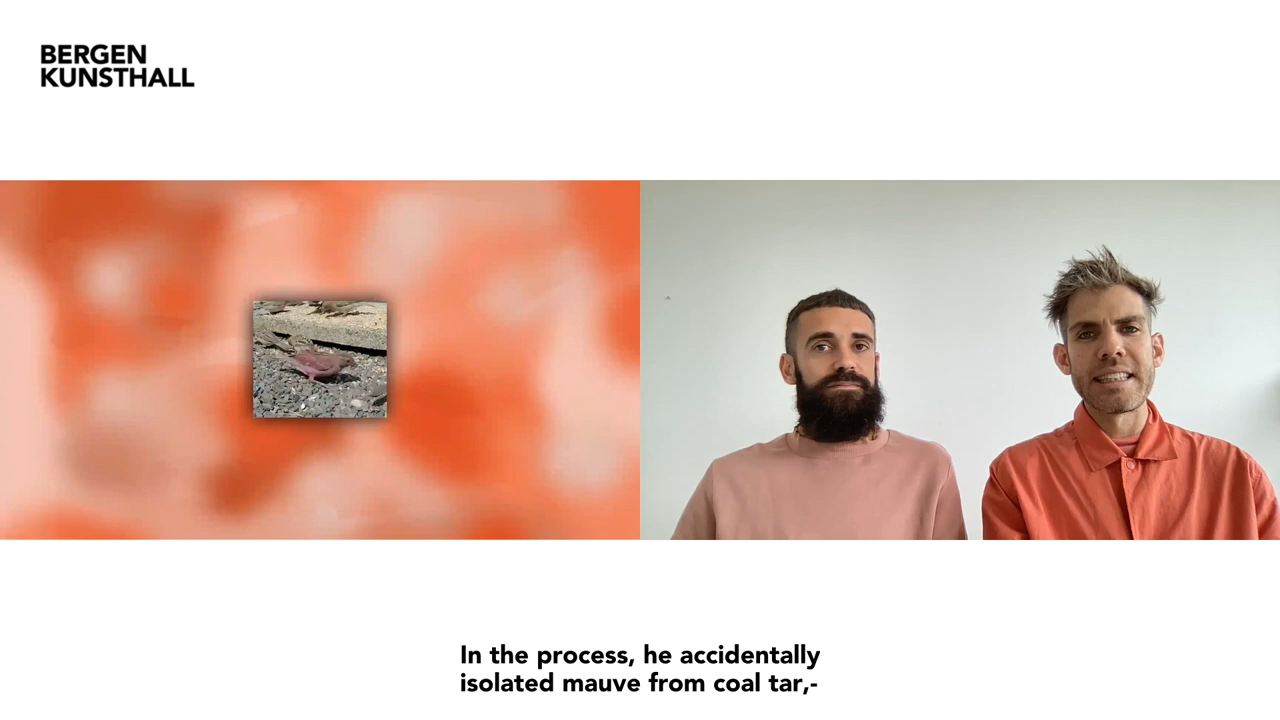 BERGEN
KUNSTHALL
In the process, he accidentally
isolated mauve from coal tar,-